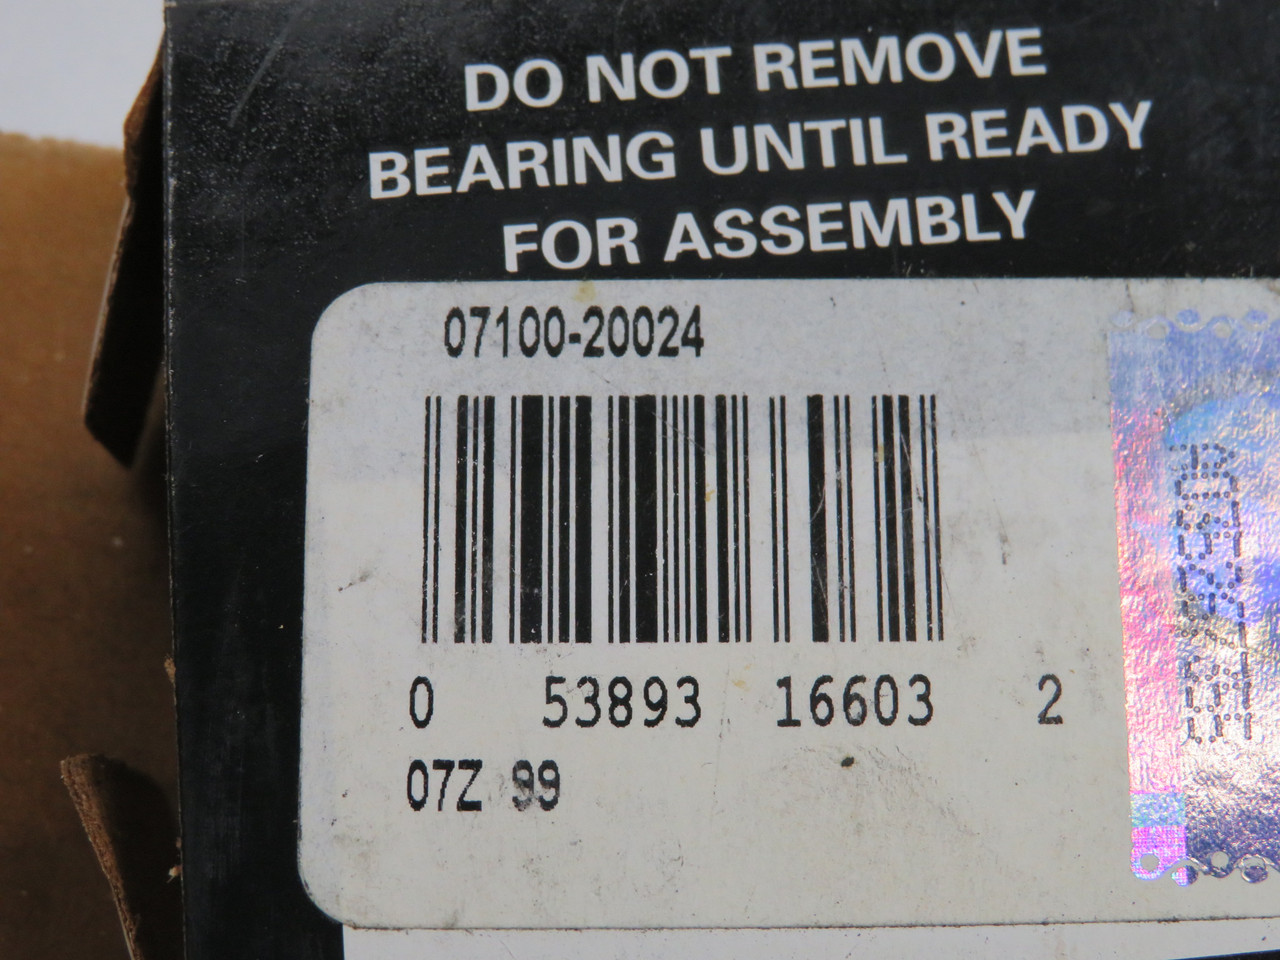 DO NOT REMOVE
BEARING UNTIL READY
FOR ASSEMBLY
07100-20024
0 53893 16603 2
07Z 99